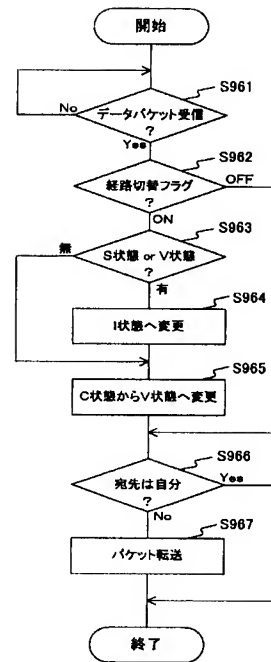 開始
S961
データパケット受信
?
No
Yes
S962
経路切替フラグ
?
OFF
ON
S963
無
S状態 or V状態
?
有
S964
I状態へ変更
S965
C状態からV状態へ変更
S966
宛先は自分
?
Yes
No
S967
パケット転送
終了